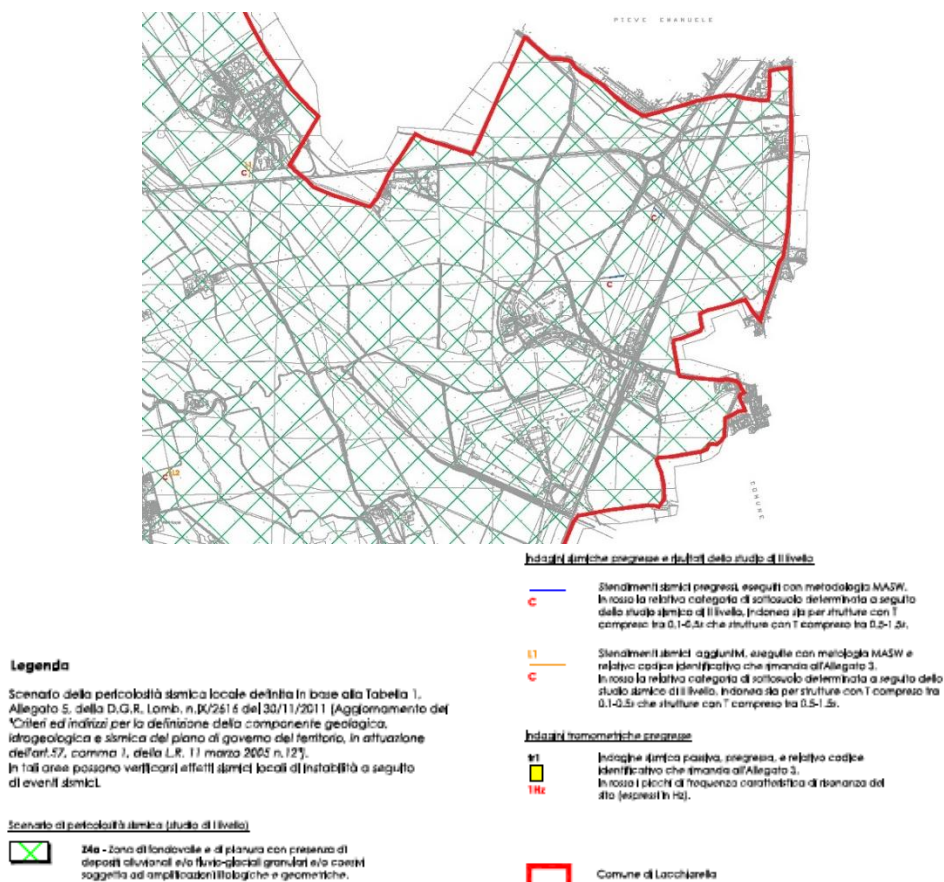 PIEVE EMANUELE
L1
C
C
C
L2
C
COMUNE
Indagini sismiche pregresse e risultati dello studio di II livello
Stendimenti sismici pregressi, eseguiti con metodologia MASW.
C
In rosso la relativa categoria di sottosuolo determinata a seguito
dello studio sismico di II livello, indonea sia per strutture con T
compreso tra 0,1-0,5s che strutture con T compreso tra 0,5-1,5s.
L1
Stendimenti sismici aggiuntivi, eseguite con metologia MASW e
relativo codice identificativo che rimanda all'Allegato 3.
C
In rosso la relativa categoria di sottosuolo determinata a seguito dello
studio sismico di II livello, indonea sia per strutture con T compreso tra
0.1-0.5s che strutture con T compreso tra 0.5-1.5s.
Legenda
Scenario della pericolosità sismica locale definita in base alla Tabella 1,
Allegato 5, della D.G.R. Lomb. n.IX/2616 del 30/11/2011 (Aggiornamento dei
"Criteri ed indirizzi per la definizione della componente geologica,
idrogeologica e sismica del piano di governo del territorio, in attuazione
dell'art.57, comma 1, della L.R. 11 marzo 2005 n.12").
In tali aree possono verificarsi effetti sismici locali di instabilità a seguito
di eventi sismici.
Indagini tromometriche pregresse
tr1
Indagine sismica passiva, pregressa, e relativo codice
identificativo che rimanda all'Allegato 3.
1Hz
In rosso i picchi di frequenza caratteristica di risonanza del
sito (espressi in Hz).
Scenario di pericolosità sismica (studio di I livello)
Z4a - Zona di fondovalle e di pianura con presenza di
depositi alluvionali e/o fluvio-glaciali granulari e/o coesivi
soggetta ad amplificazioni litologiche e geometriche.
Comune di Lacchiarella